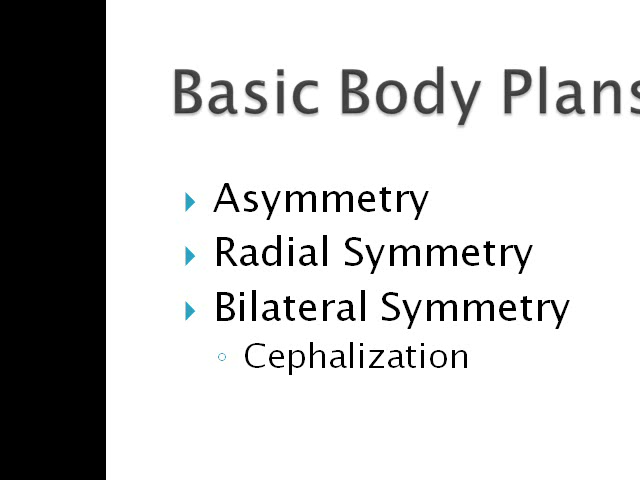 Basic Body Plans
Asymmetry
Radial Symmetry
Bilateral Symmetry
Cephalization